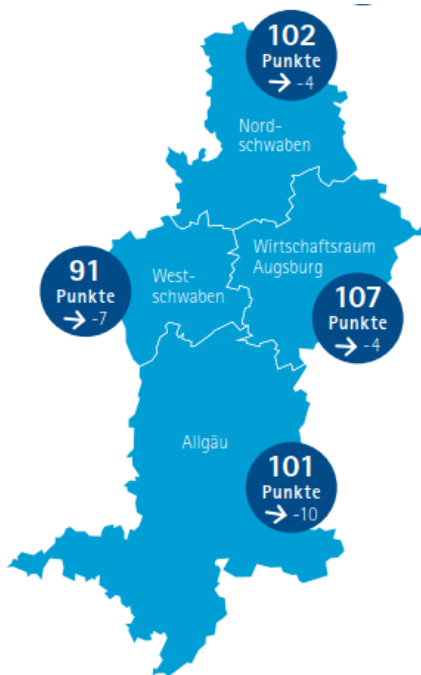 102
Punkte
→ -4
Nord-
schwaben
Wirtschaftsraum
Augsburg
91
Punkte
→ -7
West-
schwaben
107
Punkte
→ -4
Allgäu
101
Punkte
→ -10